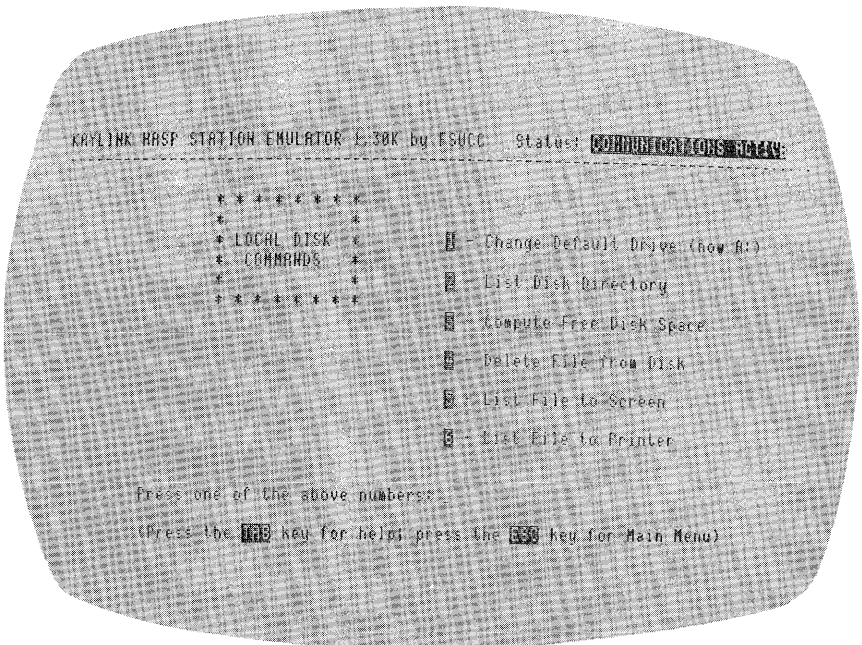 KAYLINK HASP STATION EMULATOR 1.30K by FSUCC Status: COMMUNICATIONS ACTIVE
* * * * * * * *
* *
* LOCAL DISK *
* COMMANDS *
* *
* * * * * * * *
1 - Change Default Drive (now A:)
2 - List Disk Directory
3 - Compute Free Disk Space
4 - Delete File from Disk
5 - List File to Screen
6 - List File to Printer
Press one of the above numbers: _
(Press the TAB key for help; press the ESC key for Main Menu)